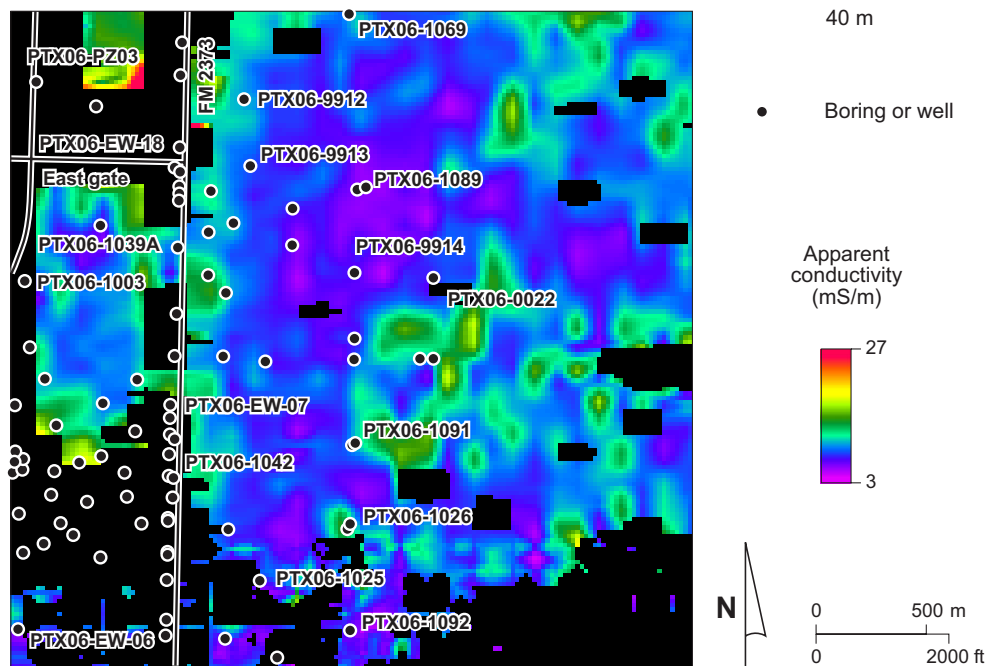 PTX06-1069
PTX06-PZ03
FM 2373
PTX06-9912
PTX06-EW-18
PTX06-9913
East gate
PTX06-1089
PTX06-1039A
PTX06-9914
PTX06-1003
PTX06-0022
PTX06-EW-07
PTX06-1091
PTX06-1042
PTX06-1026
PTX06-1025
PTX06-1092
PTX06-EW-06
40 m
Boring or well
Apparent
conductivity
(mS/m)
27
3
N
0 500 m
0 2000 ft